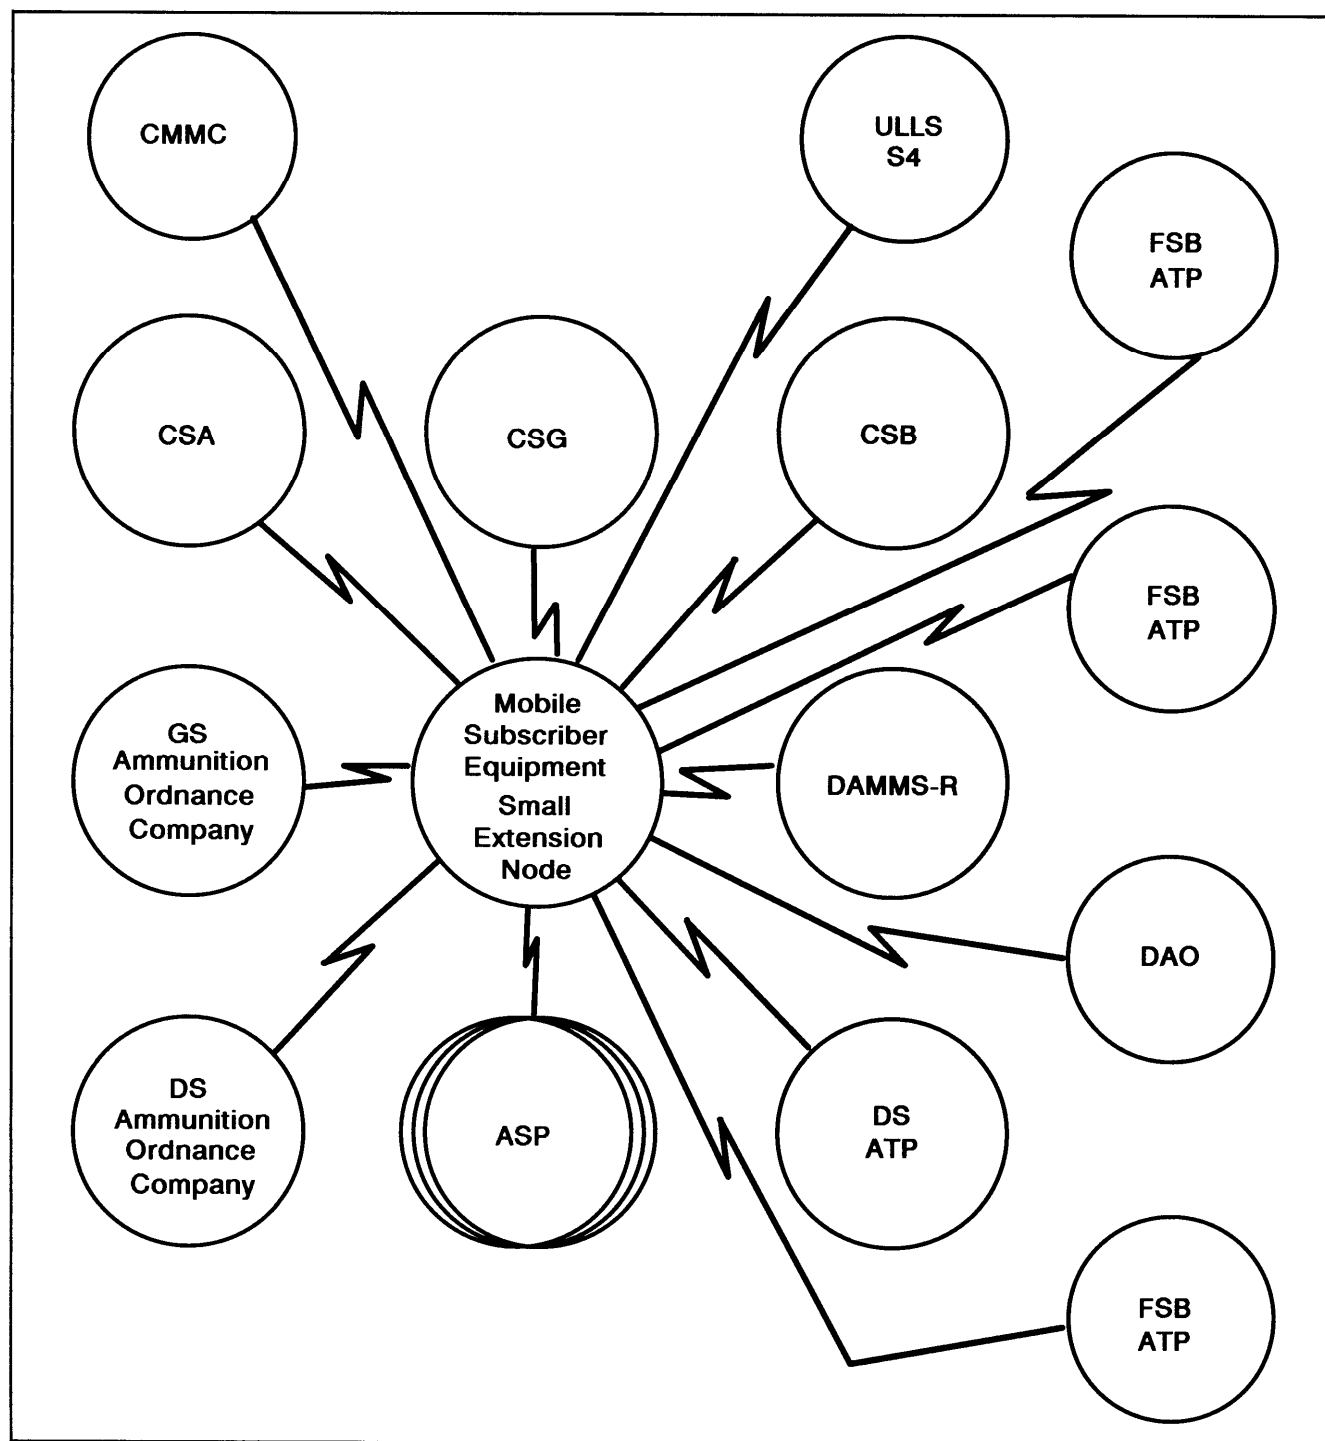 CMMC
ULLS
S4
FSB
ATP
CSA
CSG
CSB
FSB
ATP
Mobile
Subscriber
Equipment
Small
Extension
Node
GS
Ammunition
Ordnance
Company
DAMMS-R
DAO
DS
Ammunition
Ordnance
Company
ASP
DS
ATP
FSB
ATP